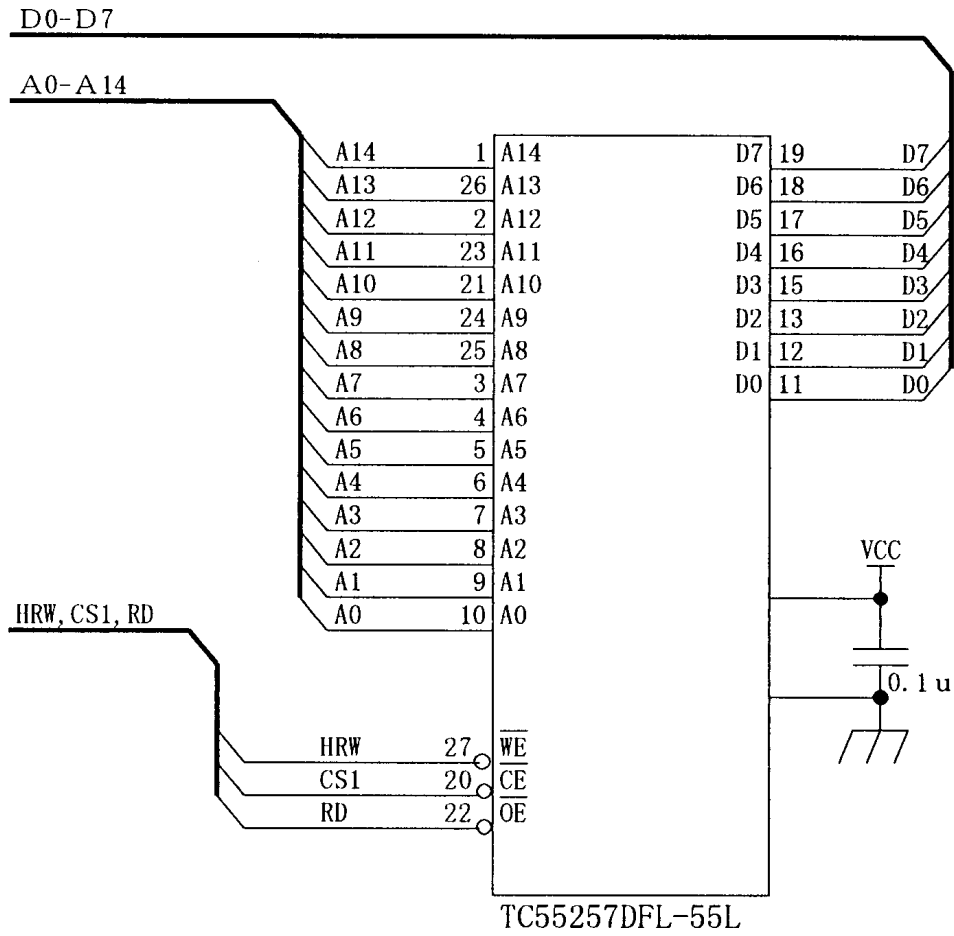 D0-D7
A0-A14
A14 1 A14 D7 19 D7
A13 26 A13 D6 18 D6
A12 2 A12 D5 17 D5
A11 23 A11 D4 16 D4
A10 21 A10 D3 15 D3
A9 24 A9 D2 13 D2
A8 25 A8 D1 12 D1
A7 3 A7 D0 11 D0
A6 4 A6
A5 5 A5
A4 6 A4
A3 7 A3
A2 8 A2
VCC
A1 9 A1
A0 10 A0
HRW, CS1, RD
0.1u
HRW 27 W̅E̅
CS1 20 C̅E̅
RD 22 O̅E̅
TC55257DFL-55L